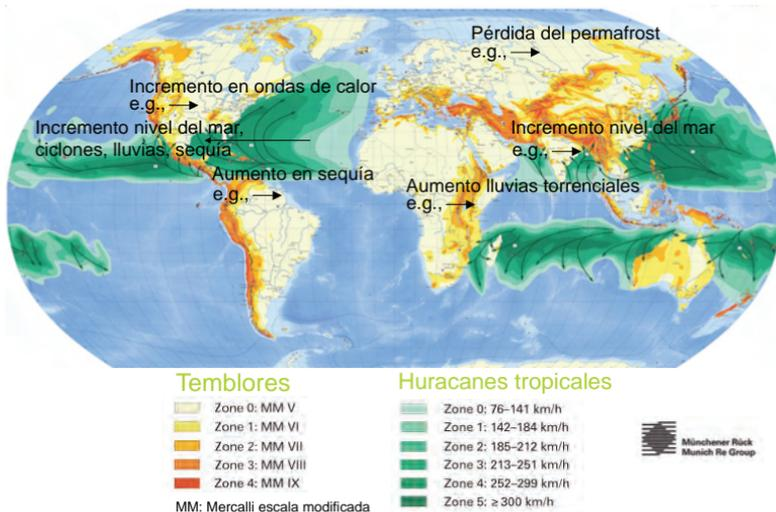 Pérdida del permafrost
e.g.,
Incremento en ondas de calor
e.g.,
Incremento nivel del mar,
ciclones, lluvias, sequía
Incremento nivel del mar
e.g.,
Aumento en sequía
e.g.,
Aumento lluvias torrenciales
e.g.,
Temblores
Zone 0: MM V
Zone 1: MM VI
Zone 2: MM VII
Zone 3: MM VIII
Zone 4: MM IX
MM: Mercalli escala modificada
Huracanes tropicales
Zone 0: 76–141 km/h
Zone 1: 142–184 km/h
Zone 2: 185–212 km/h
Zone 3: 213–251 km/h
Zone 4: 252–299 km/h
Zone 5: ≥ 300 km/h
Münchener Rück
Munich Re Group